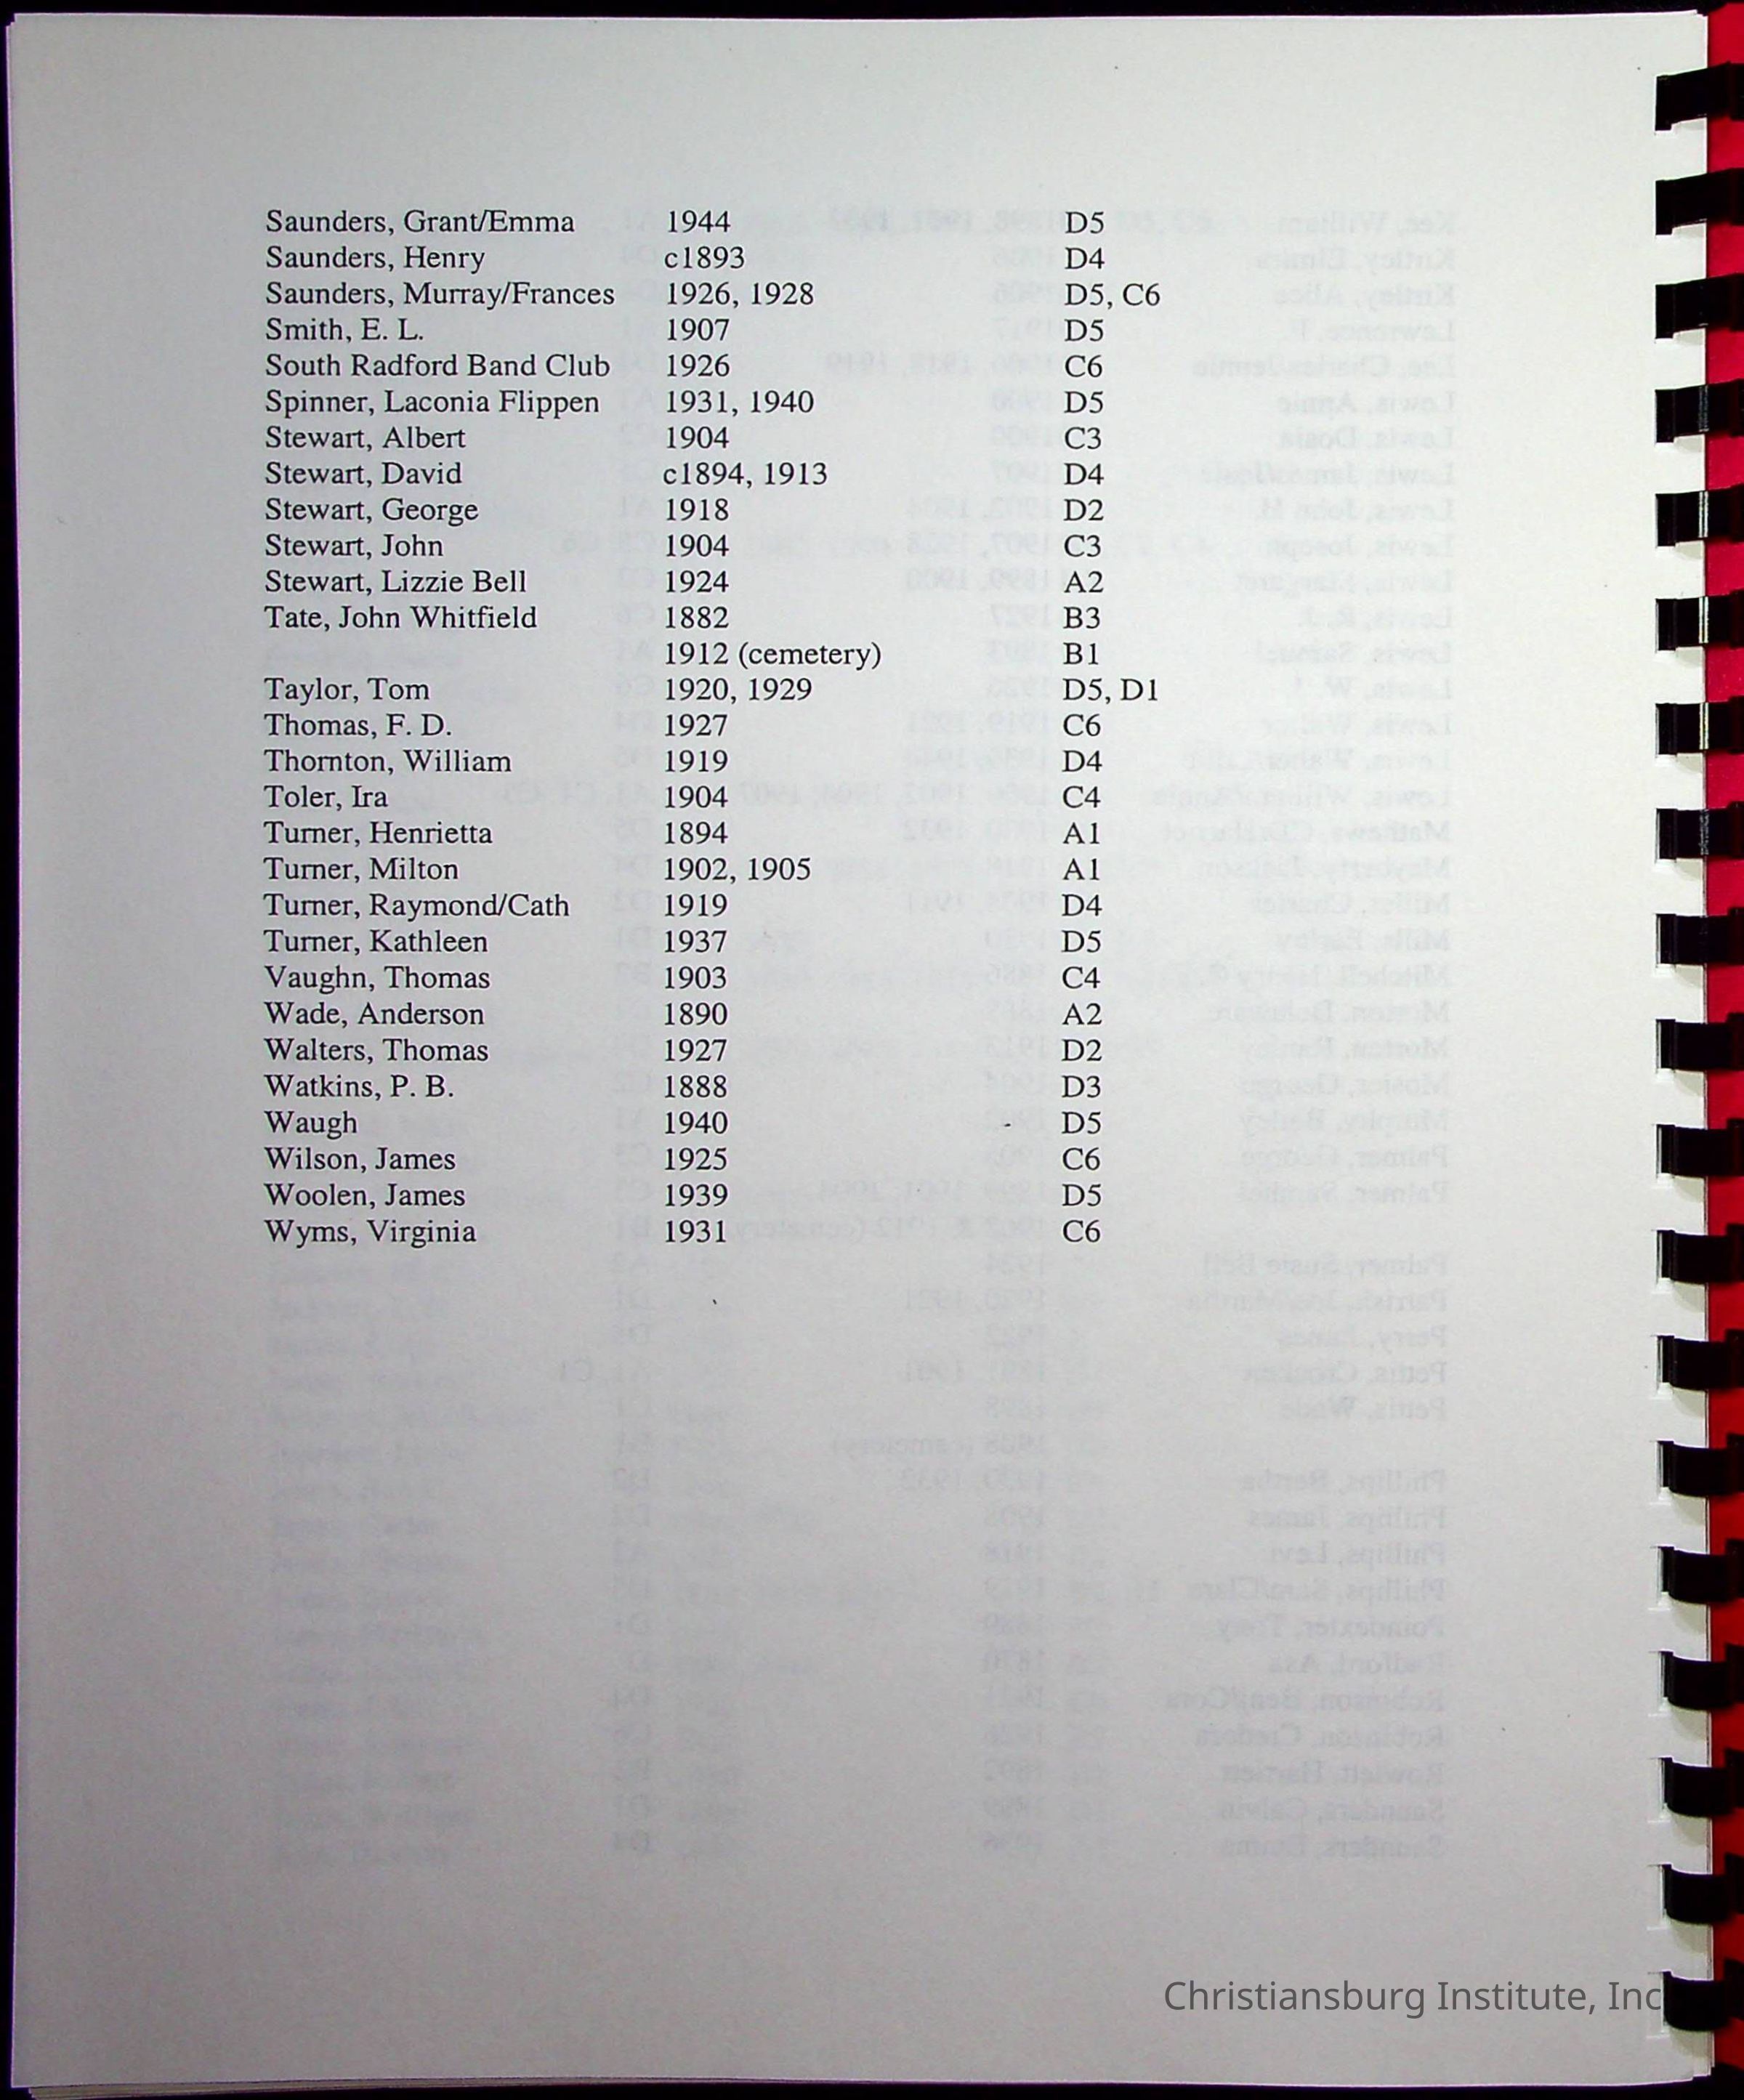 Saunders, Grant/Emma 1944 D5
Saunders, Henry c1893 D4
Saunders, Murray/Frances 1926, 1928 D5, C6
Smith, E. L. 1907 D5
South Radford Band Club 1926 C6
Spinner, Laconia Flippen 1931, 1940 D5
Stewart, Albert 1904 C3
Stewart, David c1894, 1913 D4
Stewart, George 1918 D2
Stewart, John 1904 C3
Stewart, Lizzie Bell 1924 A2
Tate, John Whitfield 1882 B3
1912 (cemetery) B1
Taylor, Tom 1920, 1929 D5, D1
Thomas, F. D. 1927 C6
Thornton, William 1919 D4
Toler, Ira 1904 C4
Turner, Henrietta 1894 A1
Turner, Milton 1902, 1905 A1
Turner, Raymond/Cath 1919 D4
Turner, Kathleen 1937 D5
Vaughn, Thomas 1903 C4
Wade, Anderson 1890 A2
Walters, Thomas 1927 D2
Watkins, P. B. 1888 D3
Waugh 1940 D5
Wilson, James 1925 C6
Woolen, James 1939 D5
Wyms, Virginia 1931 C6
Christiansburg Institute, Inc